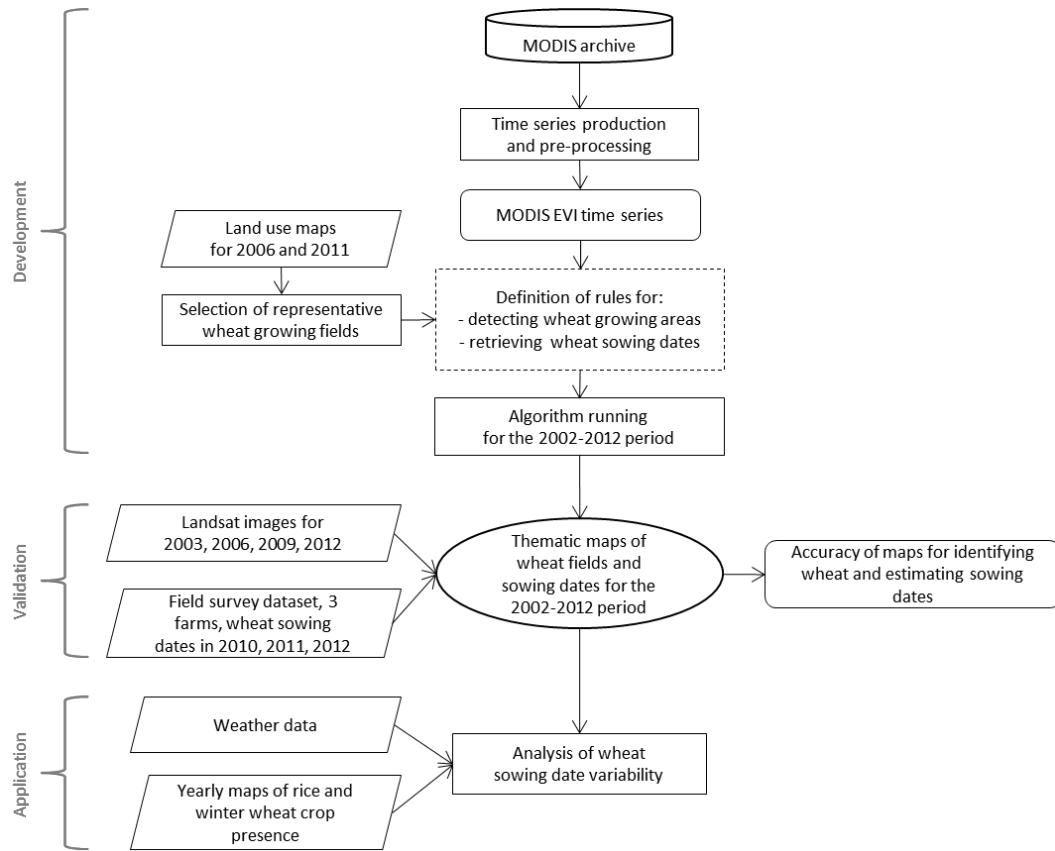 MODIS archive
Time series production
and pre-processing
MODIS EVI time series
Land use maps
for 2006 and 2011
Selection of representative
wheat growing fields
Definition of rules for:
- detecting wheat growing areas
- retrieving wheat sowing dates
Algorithm running
for the 2002-2012 period
Development
Landsat images for
2003, 2006, 2009, 2012
Field survey dataset, 3
farms, wheat sowing
dates in 2010, 2011, 2012
Thematic maps of
wheat fields and
sowing dates for the
2002-2012 period
Accuracy of maps for identifying
wheat and estimating sowing
dates
Validation
Weather data
Yearly maps of rice and
winter wheat crop
presence
Analysis of wheat
sowing date variability
Application